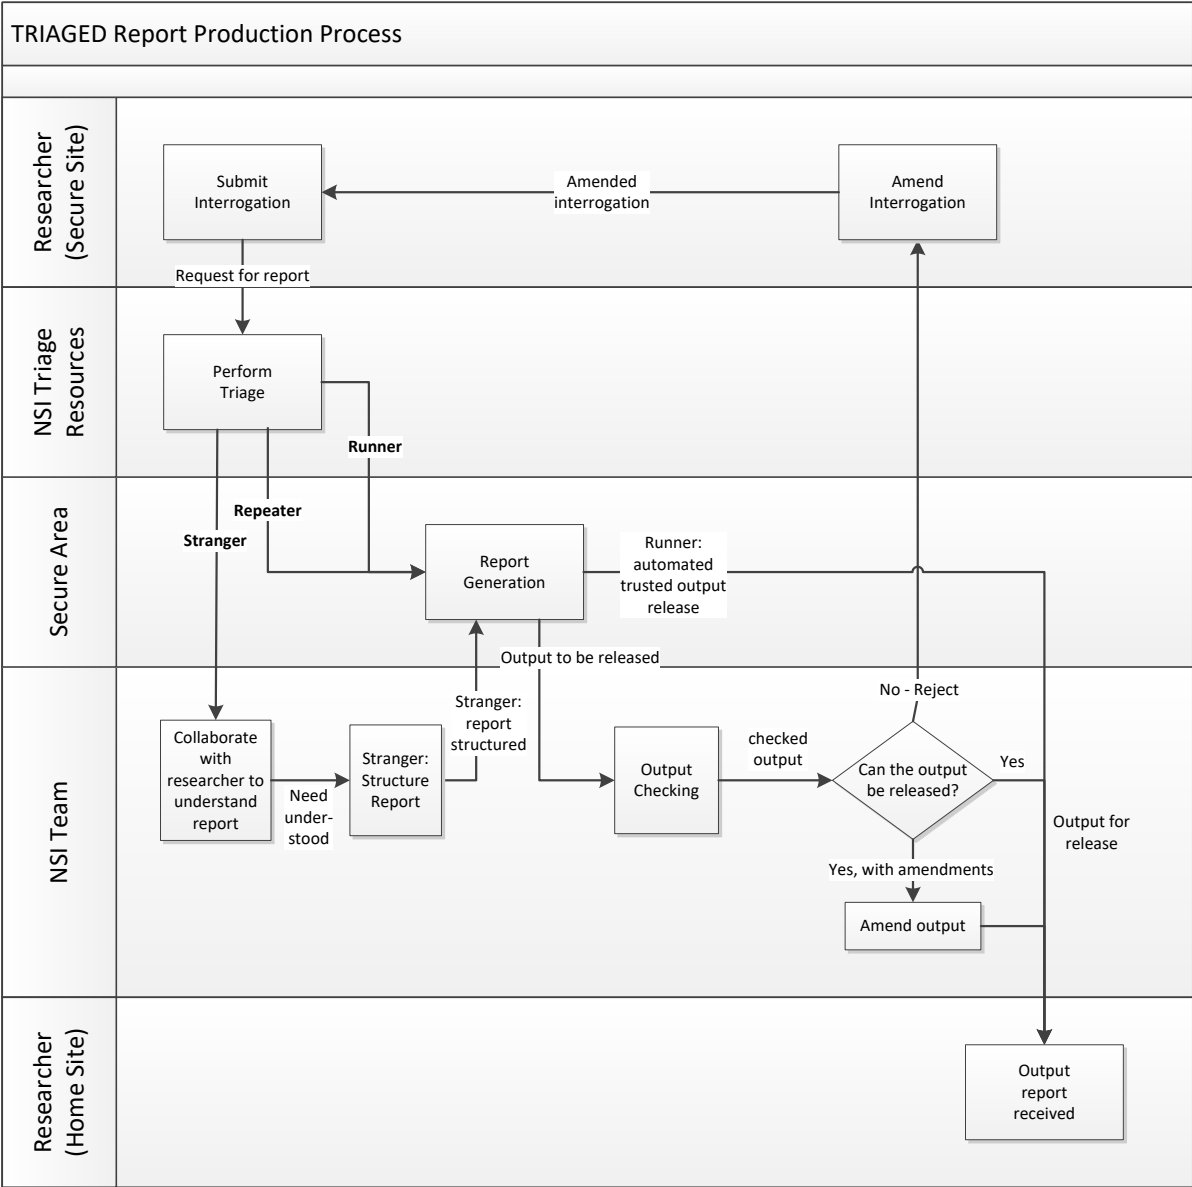 TRIAGED Report Production Process
Researcher
(Secure Site)
Submit
Interrogation
Amended
interrogation
Amend
Interrogation
Request for report
NSI Triage
Resources
Perform
Triage
Runner
Secure Area
Repeater
Stranger
Report
Generation
Runner:
automated
trusted output
release
Output to be released
NSI Team
Collaborate
with
researcher to
understand
report
Need
under-
stood
Stranger:
Structure
Report
Stranger:
report
structured
Output
Checking
checked
output
No - Reject
Can the output
be released?
Yes
Output for
release
Yes, with amendments
Amend output
Researcher
(Home Site)
Output
report
received